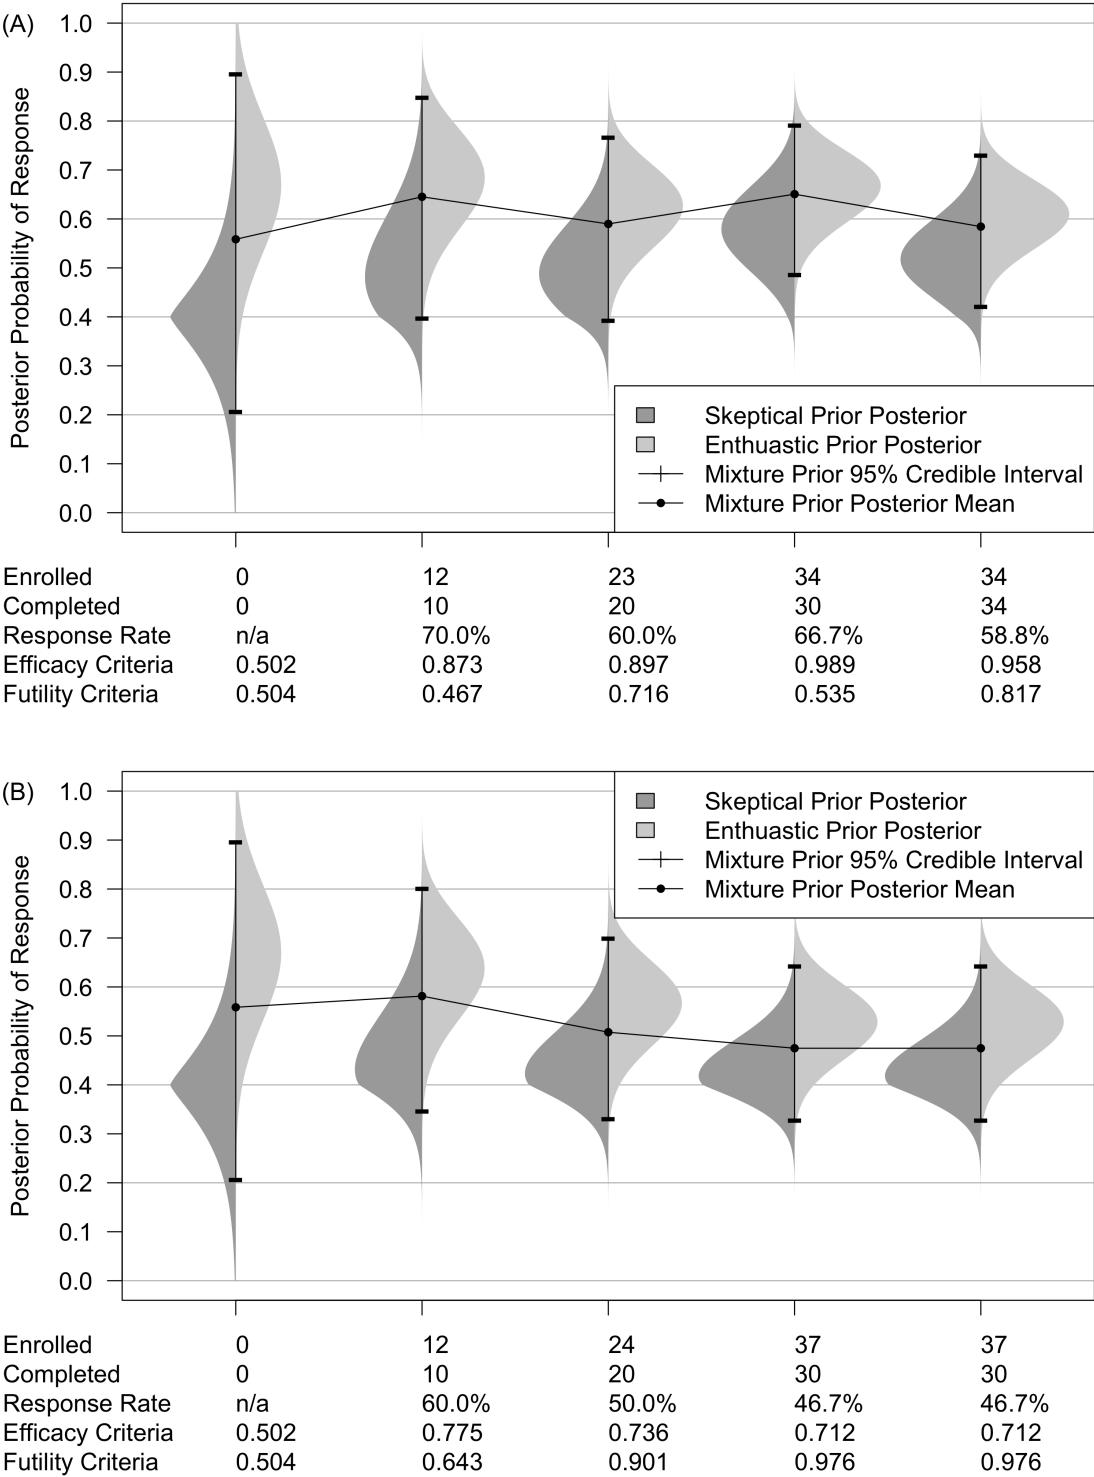 (A)
Posterior Probability of Response
1.0
0.9
0.8
0.7
0.6
0.5
0.4
0.3
0.2
0.1
0.0
Skeptical Prior Posterior
Enthuastic Prior Posterior
Mixture Prior 95% Credible Interval
Mixture Prior Posterior Mean
Enrolled 0 12 23 34 34
Completed 0 10 20 30 34
Response Rate n/a 70.0% 60.0% 66.7% 58.8%
Efficacy Criteria 0.502 0.873 0.897 0.989 0.958
Futility Criteria 0.504 0.467 0.716 0.535 0.817
(B)
Posterior Probability of Response
1.0
0.9
0.8
0.7
0.6
0.5
0.4
0.3
0.2
0.1
0.0
Skeptical Prior Posterior
Enthuastic Prior Posterior
Mixture Prior 95% Credible Interval
Mixture Prior Posterior Mean
Enrolled 0 12 24 37 37
Completed 0 10 20 30 30
Response Rate n/a 60.0% 50.0% 46.7% 46.7%
Efficacy Criteria 0.502 0.775 0.736 0.712 0.712
Futility Criteria 0.504 0.643 0.901 0.976 0.976